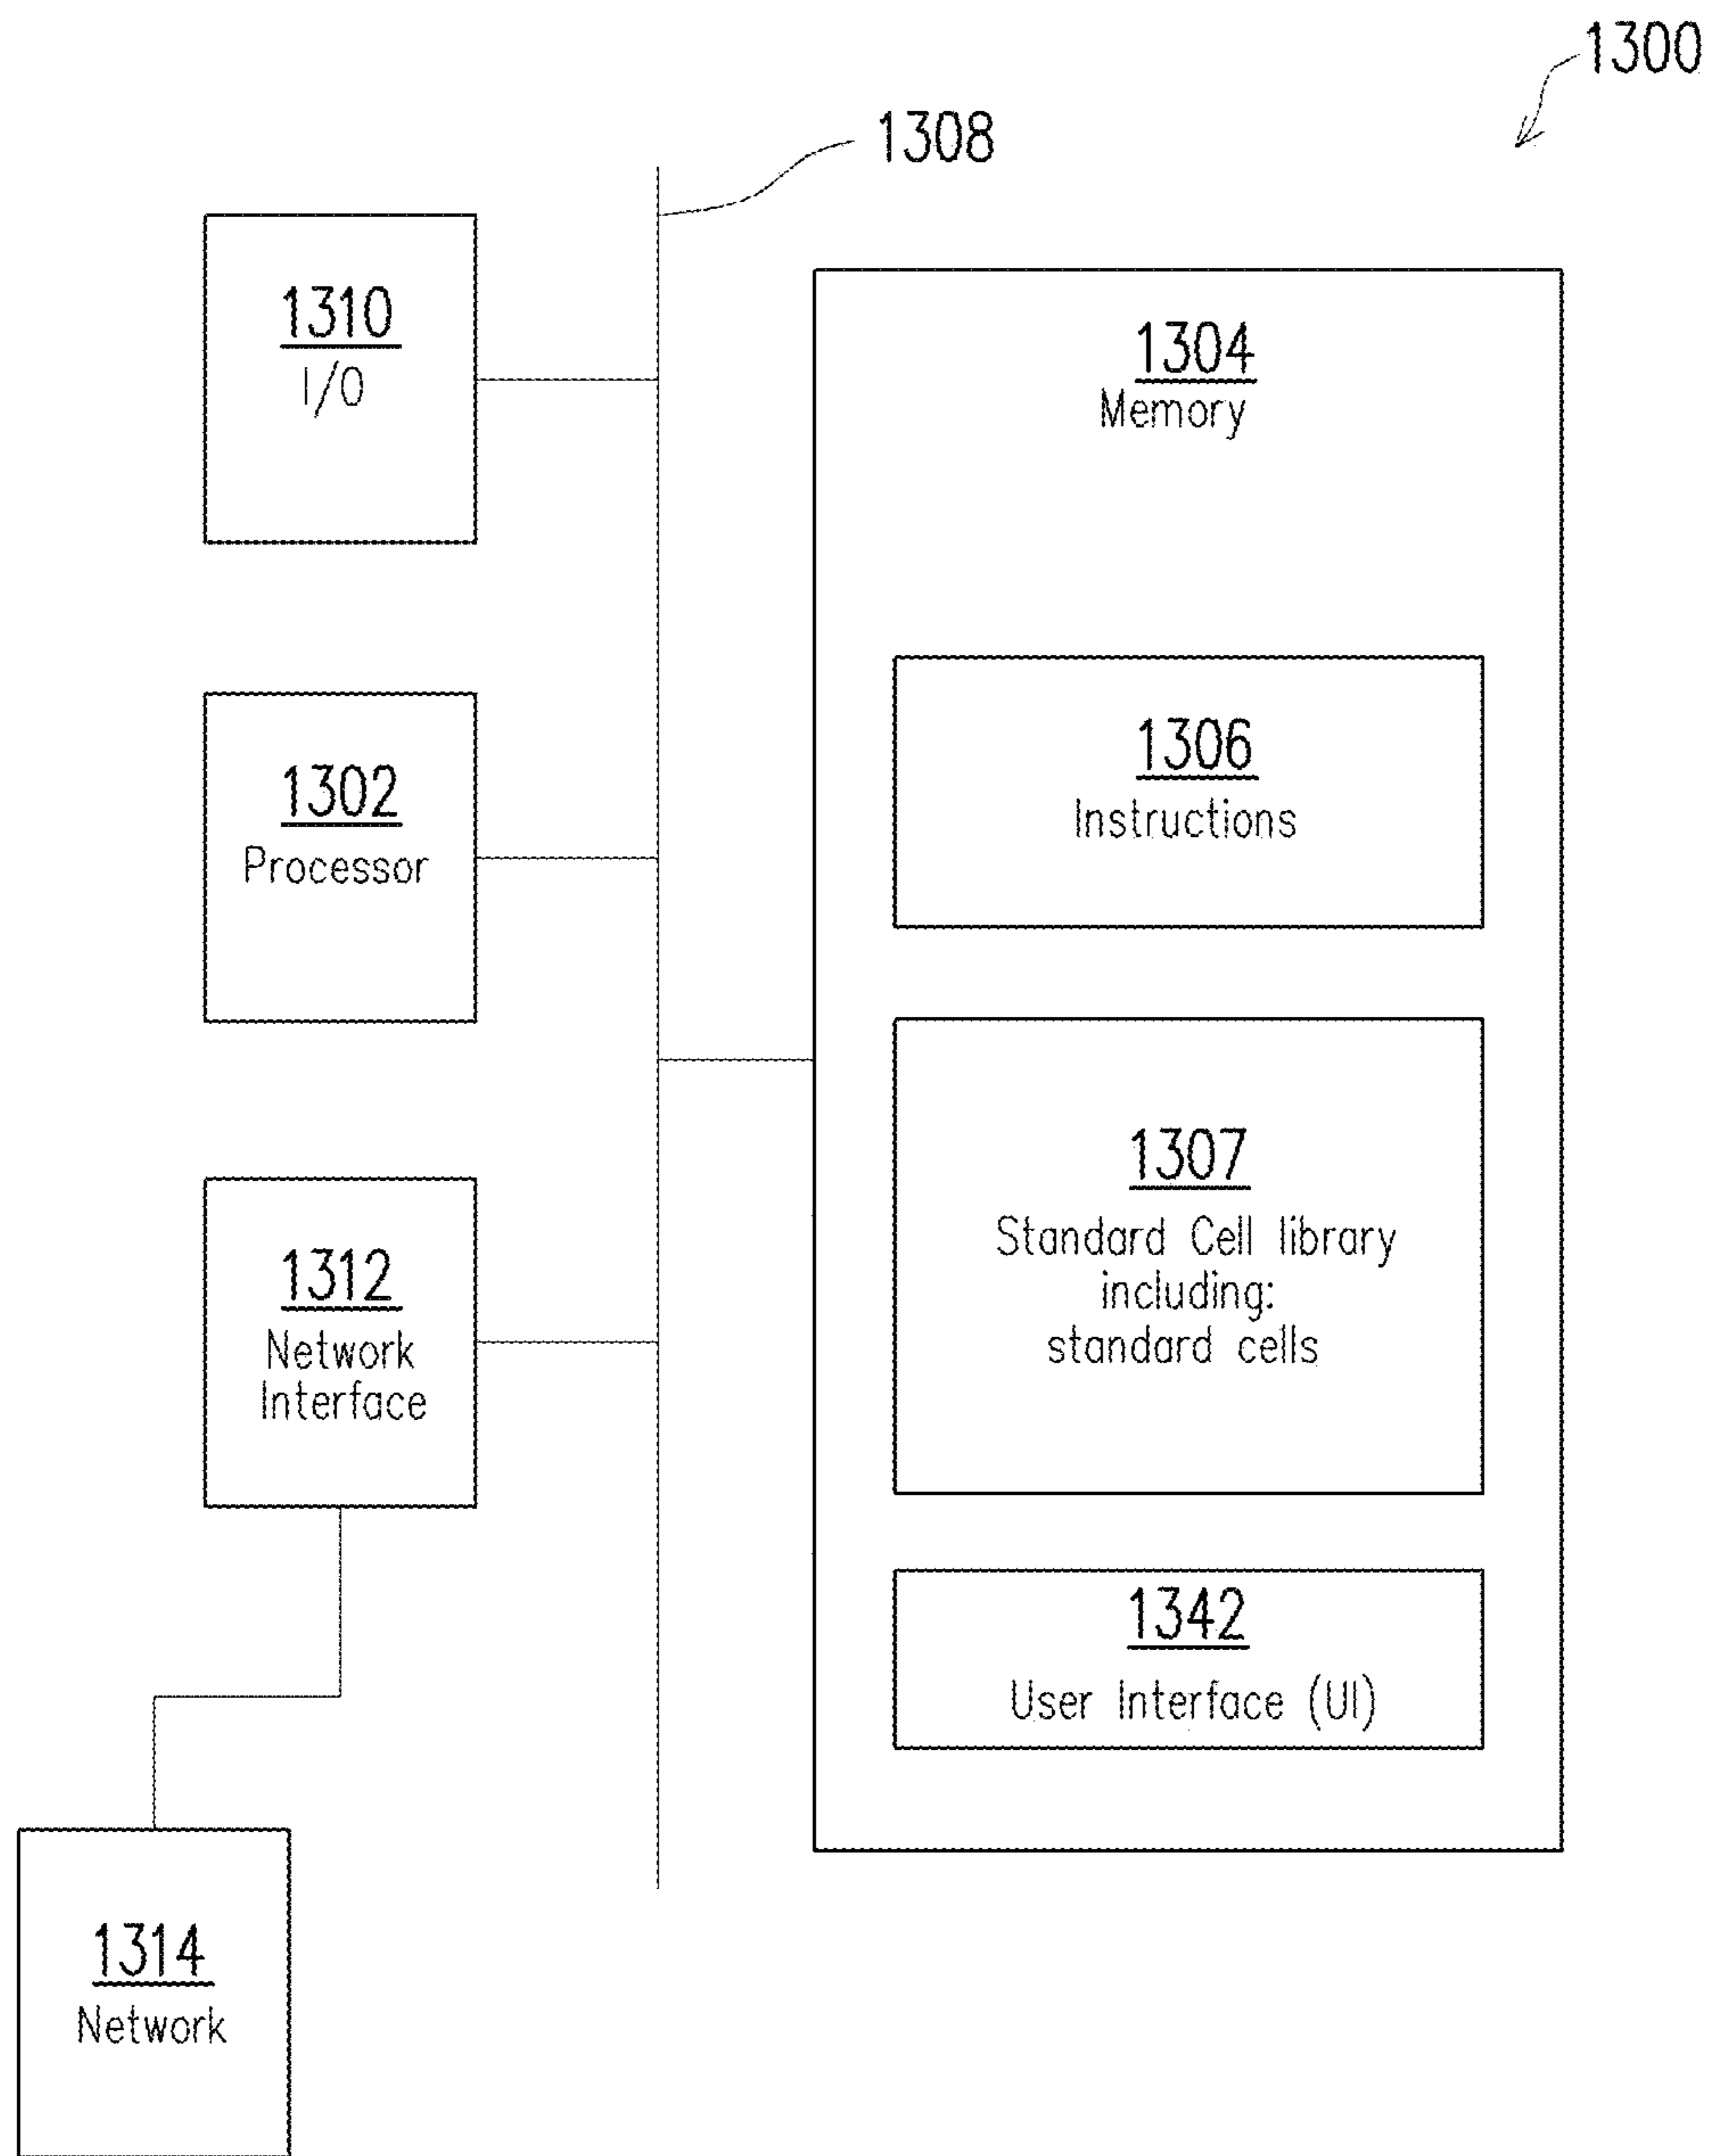 1300
1308
1310
I/O
1304
Memory
1306
Instructions
1302
Processor
1307
Standard Cell library
including:
standard cells
1312
Network
Interface
1342
User Interface (UI)
1314
Network